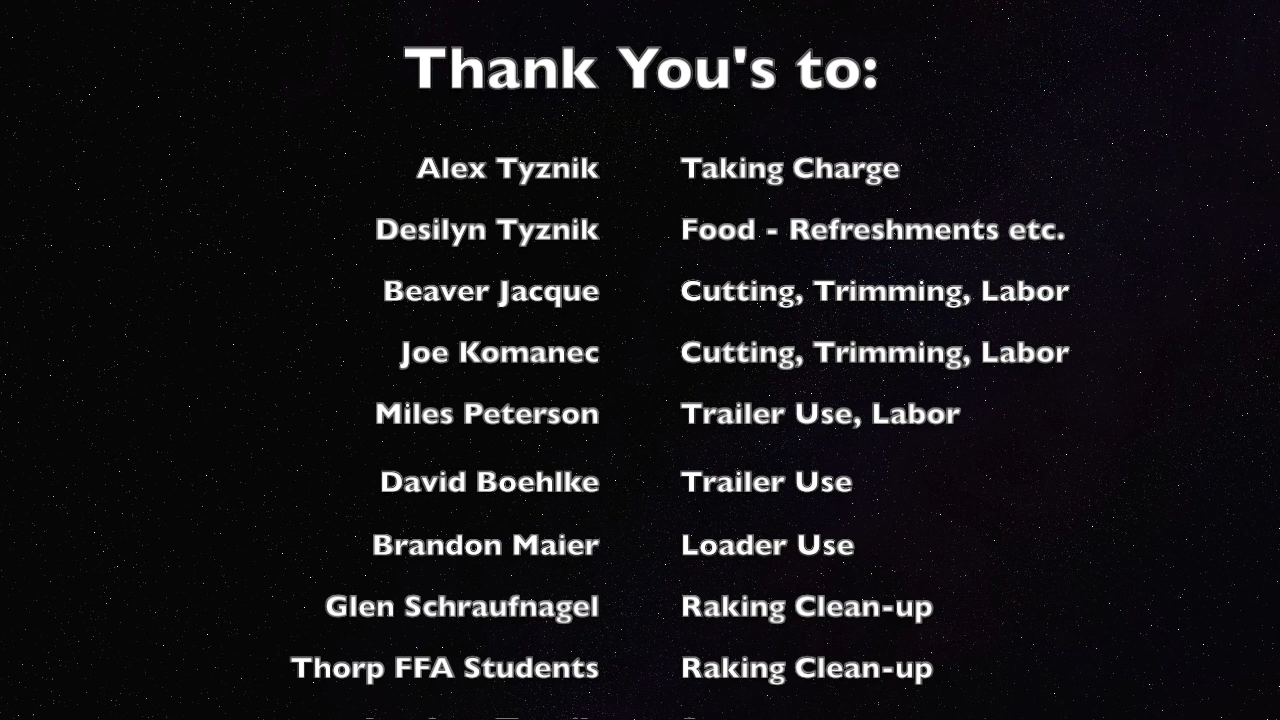 Thank You's to:
Alex Tyznik Taking Charge
Desilyn Tyznik Food - Refreshments etc.
Beaver Jacque Cutting, Trimming, Labor
Joe Komanec Cutting, Trimming, Labor
Miles Peterson Trailer Use, Labor
David Boehlke Trailer Use
Brandon Maier Loader Use
Glen Schraufnagel Raking Clean-up
Thorp FFA Students Raking Clean-up